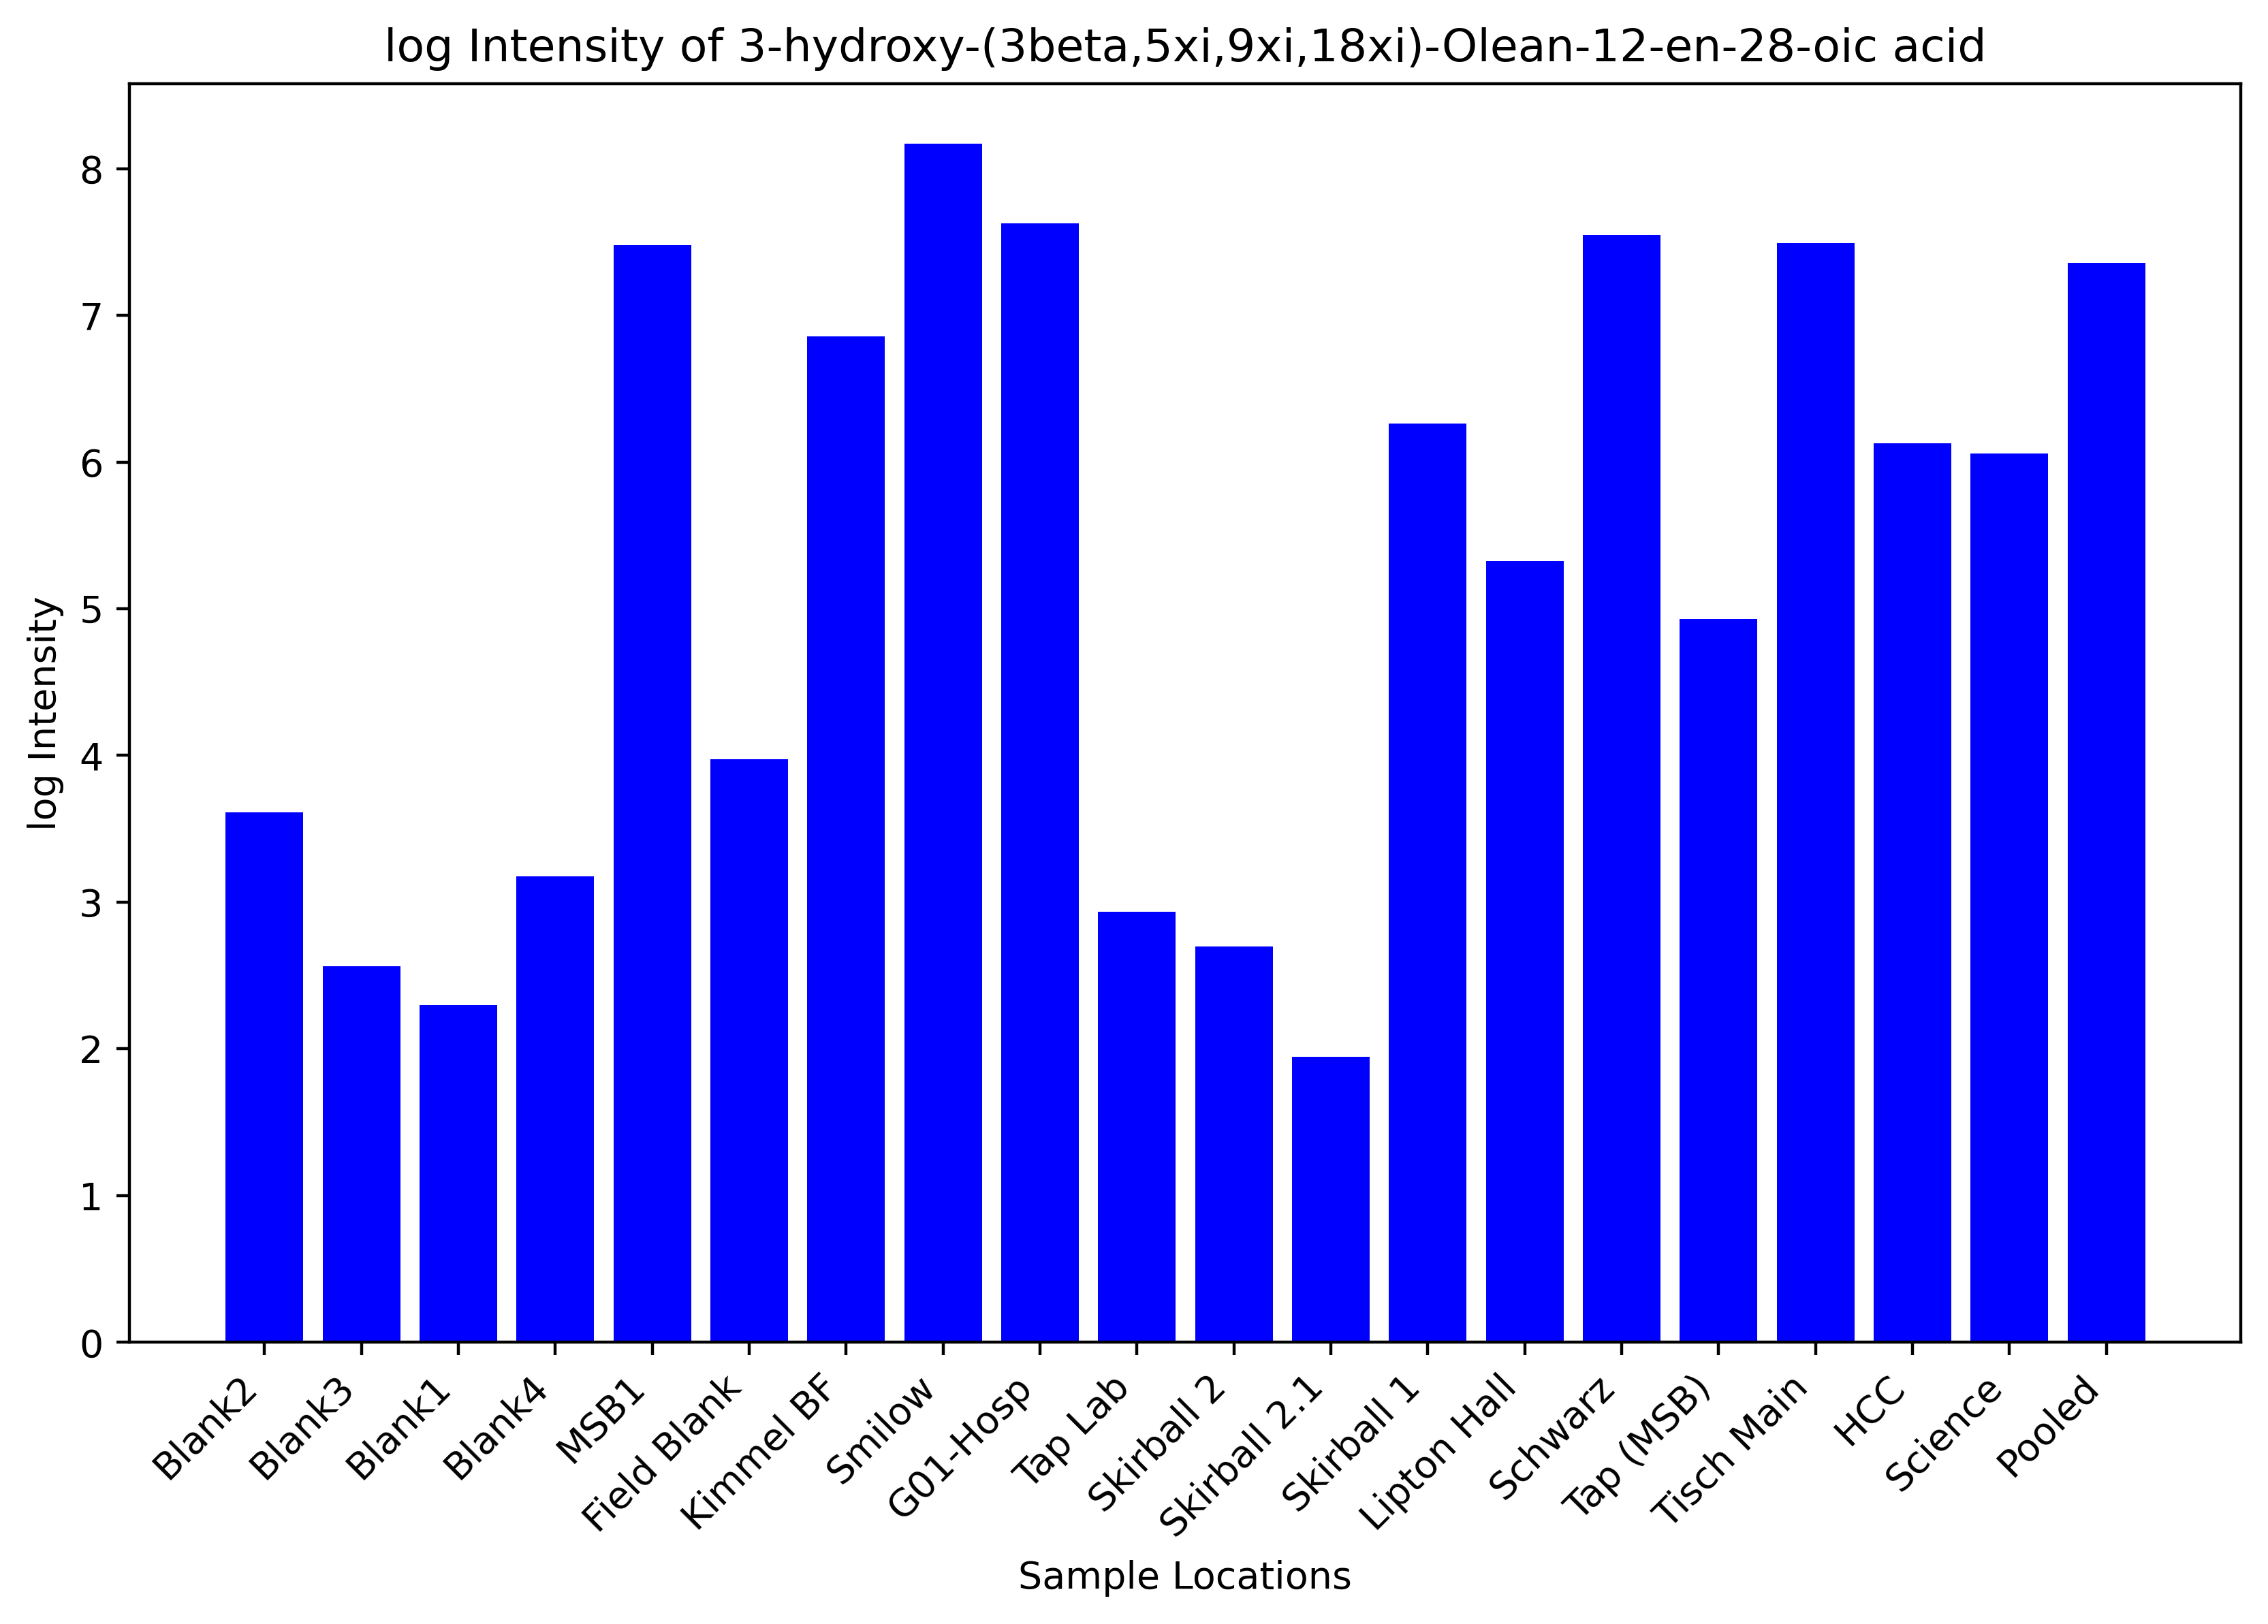 log Intensity of 3-hydroxy-(3beta,5xi,9xi,18xi)-Olean-12-en-28-oic acid
log Intensity
8
7
6
5
4
3
2
1
0
Blank2
Blank3
Blank1
Blank4
MSB1
Field Blank
Kimmel BF
Smilow
G01-Hosp
Tap Lab
Skirball 2
Skirball 2.1
Skirball 1
Lipton Hall
Schwarz
Tap (MSB)
Tisch Main
HCC
Science
Pooled
Sample Locations